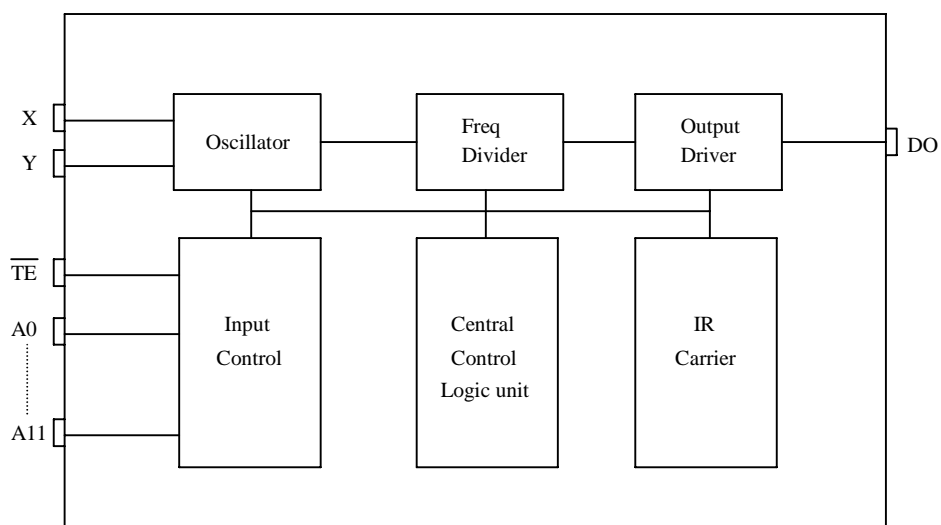 X
Y
Oscillator
Freq
Divider
Output
Driver
DO
TE
A0
A11
Input
Control
Central
Control
Logic unit
IR
Carrier